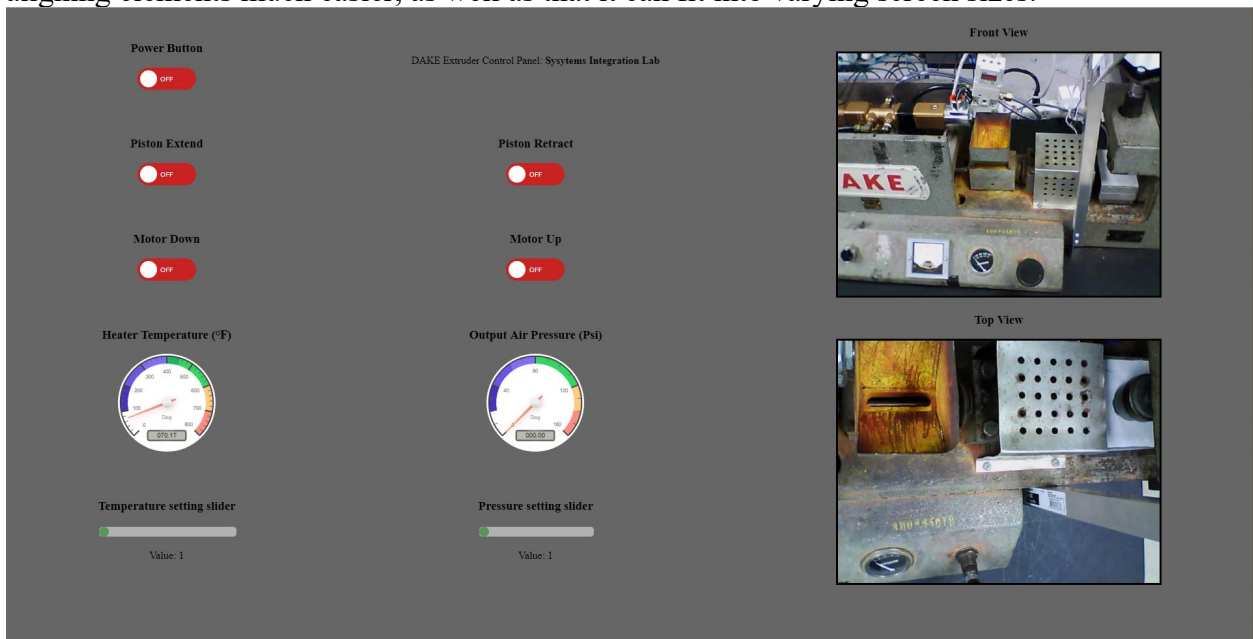 aligning elements much easier, as well as that it can fit into varying screen sizes.
Power Button
OFF
DAKE Extruder Control Panel: Sysytems Integration Lab
Piston Extend
OFF
Piston Retract
OFF
Motor Down
OFF
Motor Up
OFF
Heater Temperature (°F)
0 100 200 300 400 500 600 700 800
Deg
070.17
Output Air Pressure (Psi)
0 40 80 120 160
Deg
000.00
Temperature setting slider
Value: 1
Pressure setting slider
Value: 1
Front View
AKE
Top View